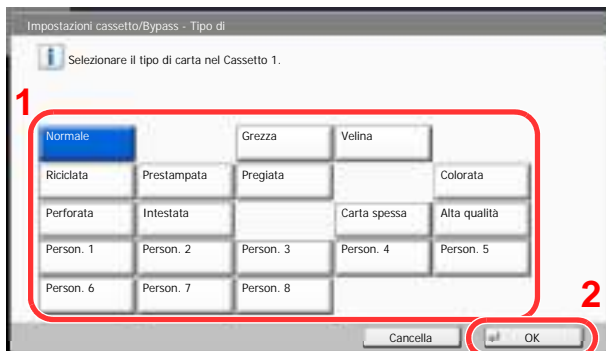 Impostazioni cassetto/Bypass - Tipo di
Selezionare il tipo di carta nel Cassetto 1.
1
Normale Grezza Velina
Riciclata Prestampata Pregiata Colorata
Perforata Intestata Carta spessa Alta qualità
Person. 1 Person. 2 Person. 3 Person. 4 Person. 5
Person. 6 Person. 7 Person. 8
2
Cancella OK